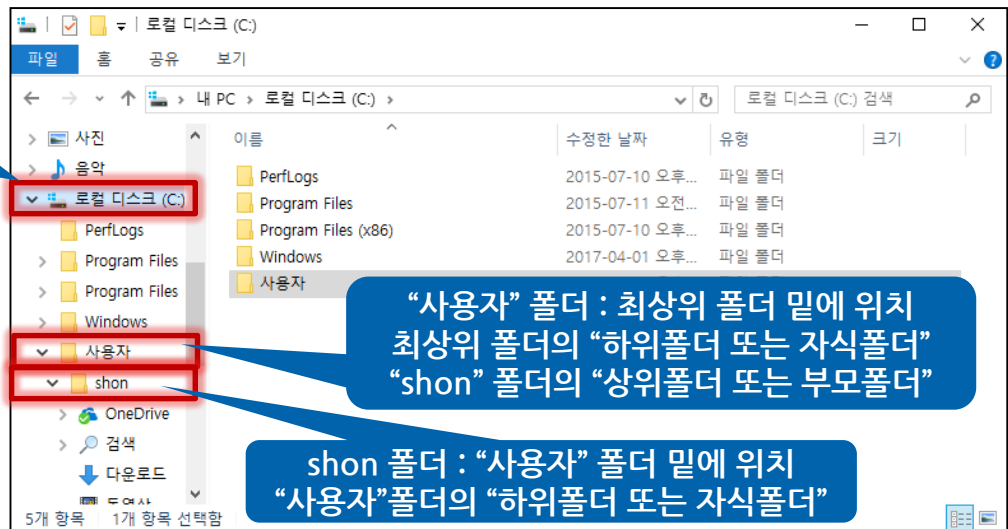 로컬 디스크 (C:)
파일 홈 공유 보기
내 PC > 로컬 디스크 (C:) >
로컬 디스크 (C:) 검색
사진
음악
로컬 디스크 (C:)
PerfLogs
Program Files
Program Files
Windows
사용자
shon
OneDrive
검색
다운로드
이름 수정한 날짜 유형 크기
PerfLogs 2015-07-10 오후... 파일 폴더
Program Files 2015-07-11 오전... 파일 폴더
Program Files (x86) 2015-07-10 오후... 파일 폴더
Windows 2017-04-01 오후... 파일 폴더
사용자
“사용자” 폴더 : 최상위 폴더 밑에 위치
최상위 폴더의 “하위폴더 또는 자식폴더”
“shon” 폴더의 “상위폴더 또는 부모폴더”
shon 폴더 : “사용자” 폴더 밑에 위치
“사용자”폴더의 “하위폴더 또는 자식폴더”
5개 항목 1개 항목 선택함